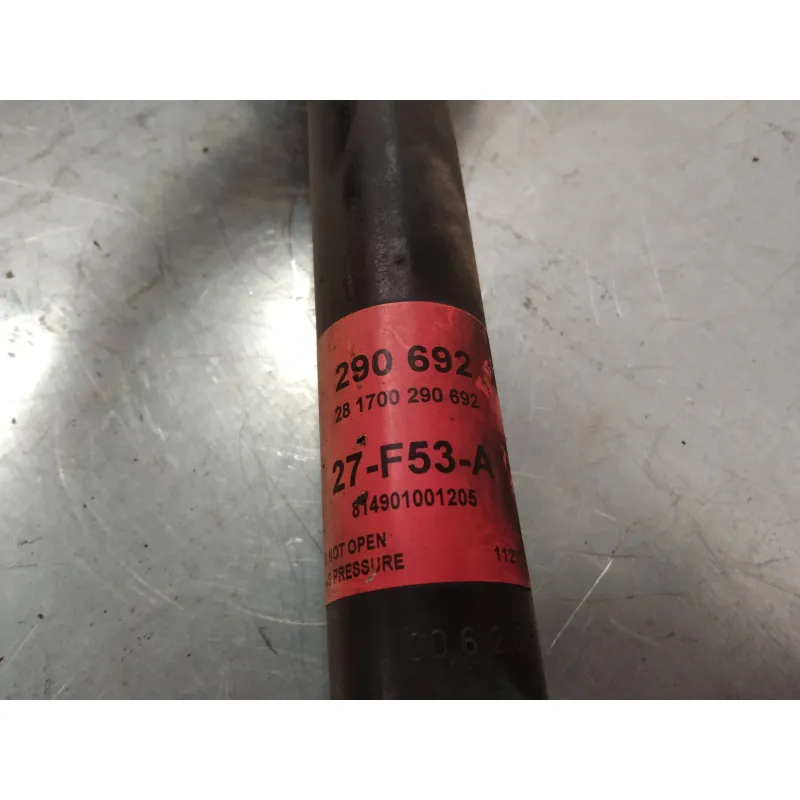 290 692
28 1700 290 692
27-F53-A
814901001205
NOT OPEN
PRESSURE